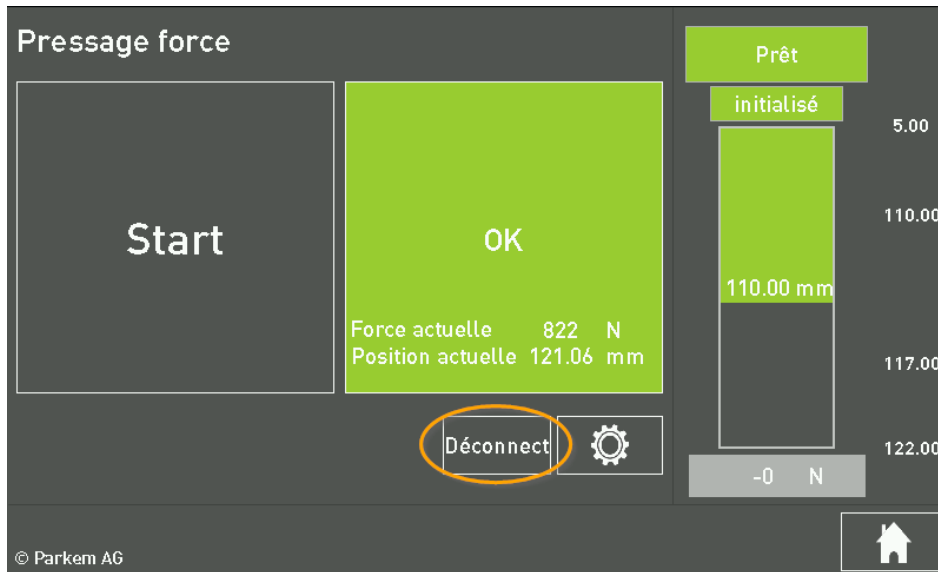 Pressage force
Start
OK
Force actuelle 822 N
Position actuelle 121.06 mm
Déconnect
Prêt
initialisé
5.00
110.00
110.00 mm
117.00
122.00
-0 N
© Parkem AG